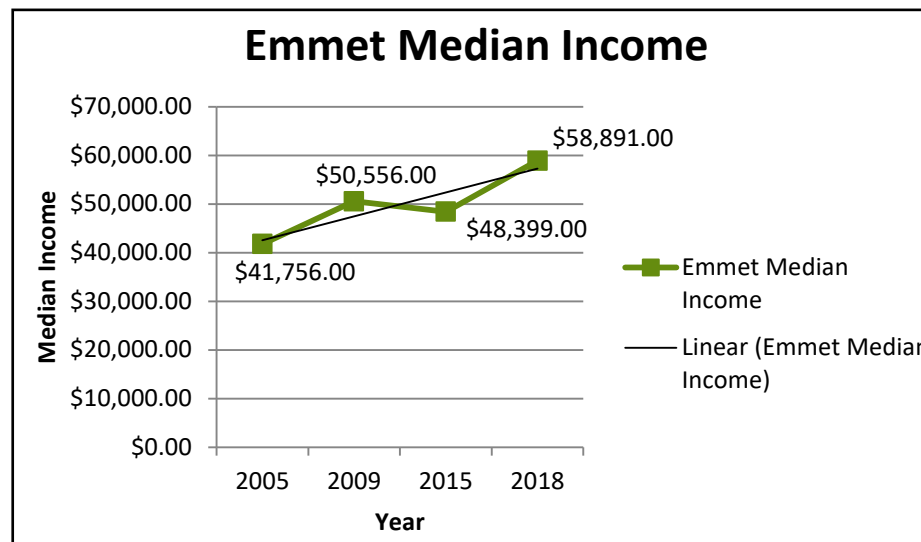 Emmet Median Income
$70,000.00
$60,000.00
$50,000.00
$40,000.00
$30,000.00
$20,000.00
$10,000.00
$0.00
Median Income
$41,756.00
$50,556.00
$48,399.00
$58,891.00
2005 2009 2015 2018
Year
Emmet Median
Income
Linear (Emmet Median
Income)